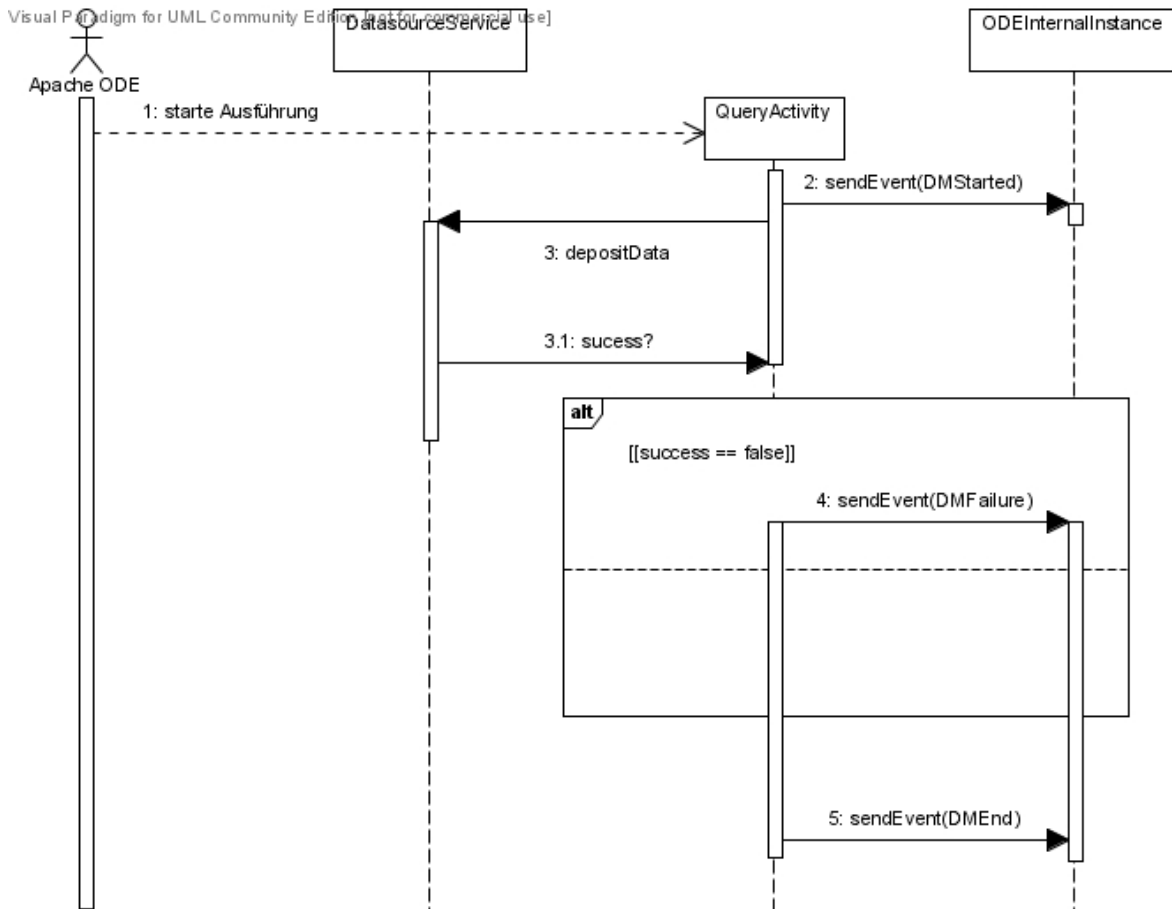 Visual Paradigm for UML Community Edition [not for commercial use]
DatasourceService
ODEInternalInstance
Apache ODE
1: starte Ausführung
QueryActivity
2: sendEvent(DMStarted)
3: depositData
3.1: sucess?
alt
[[success == false]]
4: sendEvent(DMFailure)
5: sendEvent(DMEnd)